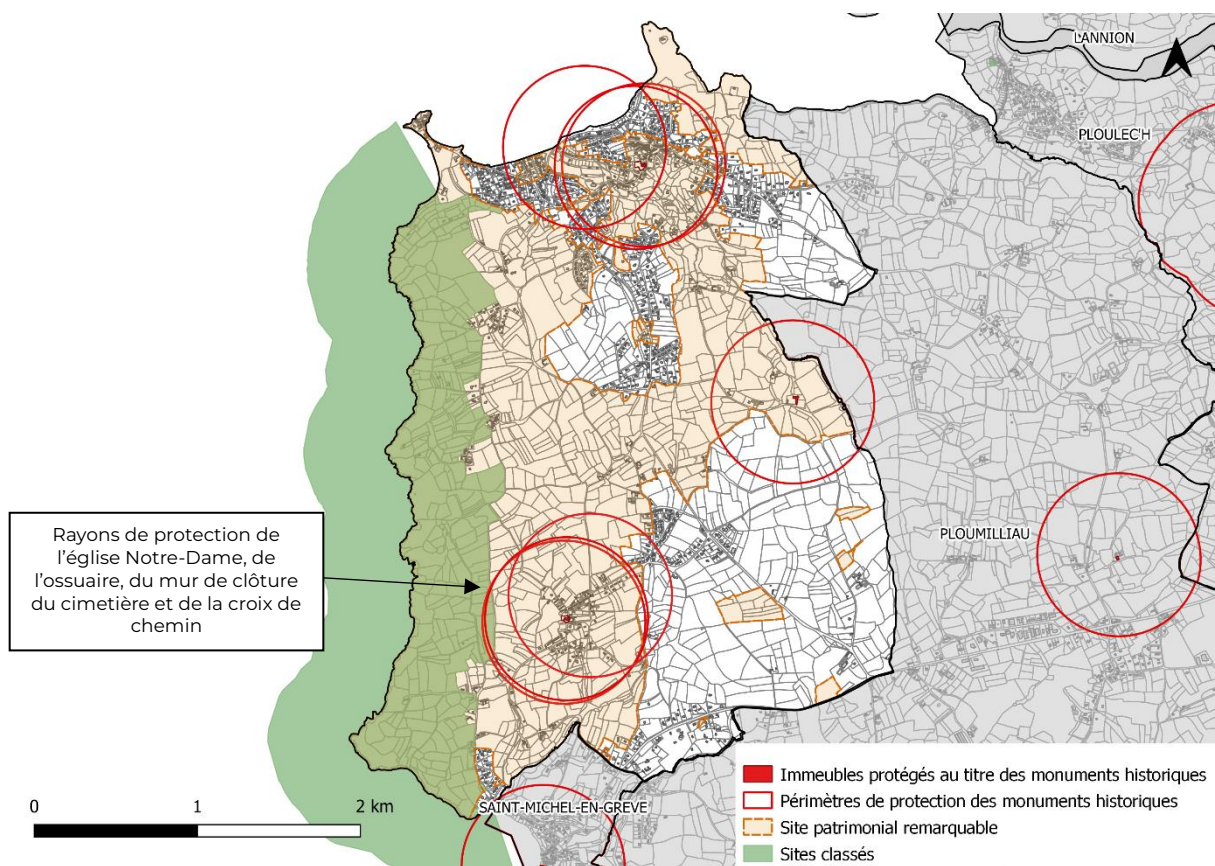 LANNION
PLOULEC'H
Rayons de protection de
l'église Notre-Dame, de
l'ossuaire, du mur de clôture
du cimetière et de la croix de
chemin
PLOUMILLIAU
0 1 2 km
SAINT-MICHEL-EN-GREVE
Immeubles protégés au titre des monuments historiques
Périmètres de protection des monuments historiques
Site patrimonial remarquable
Sites classés